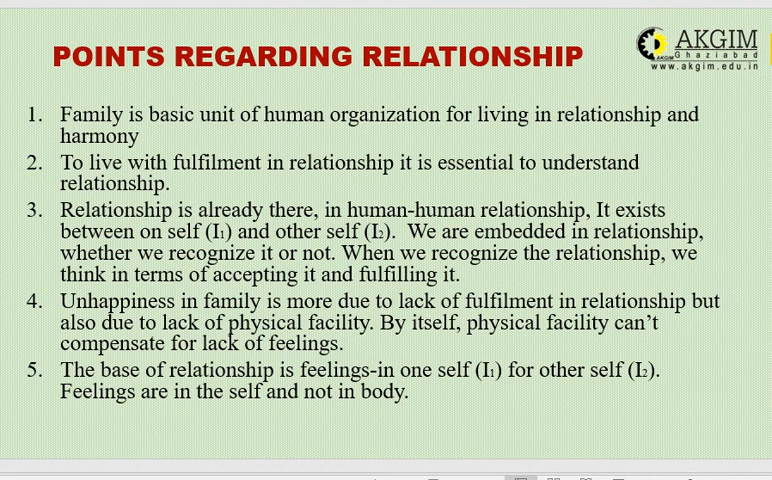 POINTS REGARDING RELATIONSHIP
AKGIM
Ghaziabad
AKGIM
www.akgim.edu.in
1. Family is basic unit of human organization for living in relationship and
harmony
2. To live with fulfilment in relationship it is essential to understand
relationship.
3. Relationship is already there, in human-human relationship, It exists
between on self (I₁) and other self (I₂). We are embedded in relationship,
whether we recognize it or not. When we recognize the relationship, we
think in terms of accepting it and fulfilling it.
4. Unhappiness in family is more due to lack of fulfilment in relationship but
also due to lack of physical facility. By itself, physical facility can't
compensate for lack of feelings.
5. The base of relationship is feelings-in one self (I₁) for other self (I₂).
Feelings are in the self and not in body.